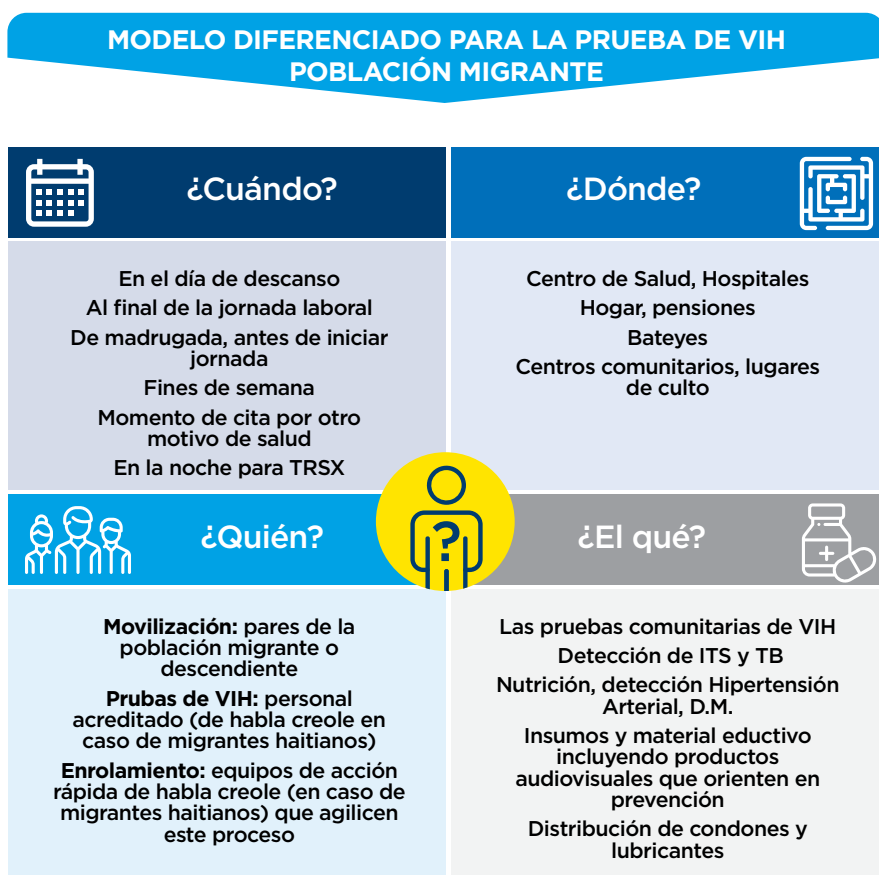 MODELO DIFERENCIADO PARA LA PRUEBA DE VIH
POBLACIÓN MIGRANTE
¿Cuándo?
En el día de descanso
Al final de la jornada laboral
De madrugada, antes de iniciar
jornada
Fines de semana
Momento de cita por otro
motivo de salud
En la noche para TRSX
¿Dónde?
Centro de Salud, Hospitales
Hogar, pensiones
Bateyes
Centros comunitarios, lugares
de culto
¿Quién?
Movilización: pares de la
población migrante o
descendiente
Prubas de VIH: personal
acreditado (de habla creole en
caso de migrantes haitianos)
Enrolamiento: equipos de acción
rápida de habla creole (en caso de
migrantes haitianos) que agilicen
este proceso
?
¿El qué?
Las pruebas comunitarias de VIH
Detección de ITS y TB
Nutrición, detección Hipertensión
Arterial, D.M.
Insumos y material eductivo
incluyendo productos
audiovisuales que orienten en
prevención
Distribución de condones y
lubricantes